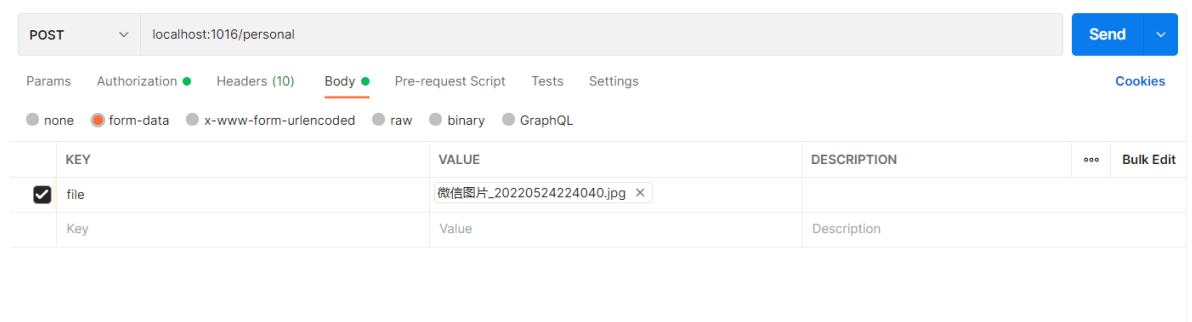 POST localhost:1016/personal Send
Params Authorization Headers (10) Body Pre-request Script Tests Settings Cookies
none form-data x-www-form-urlencoded raw binary GraphQL
KEY VALUE DESCRIPTION ooo Bulk Edit
file 微信图片_20220524224040.jpg ×
Key Value Description